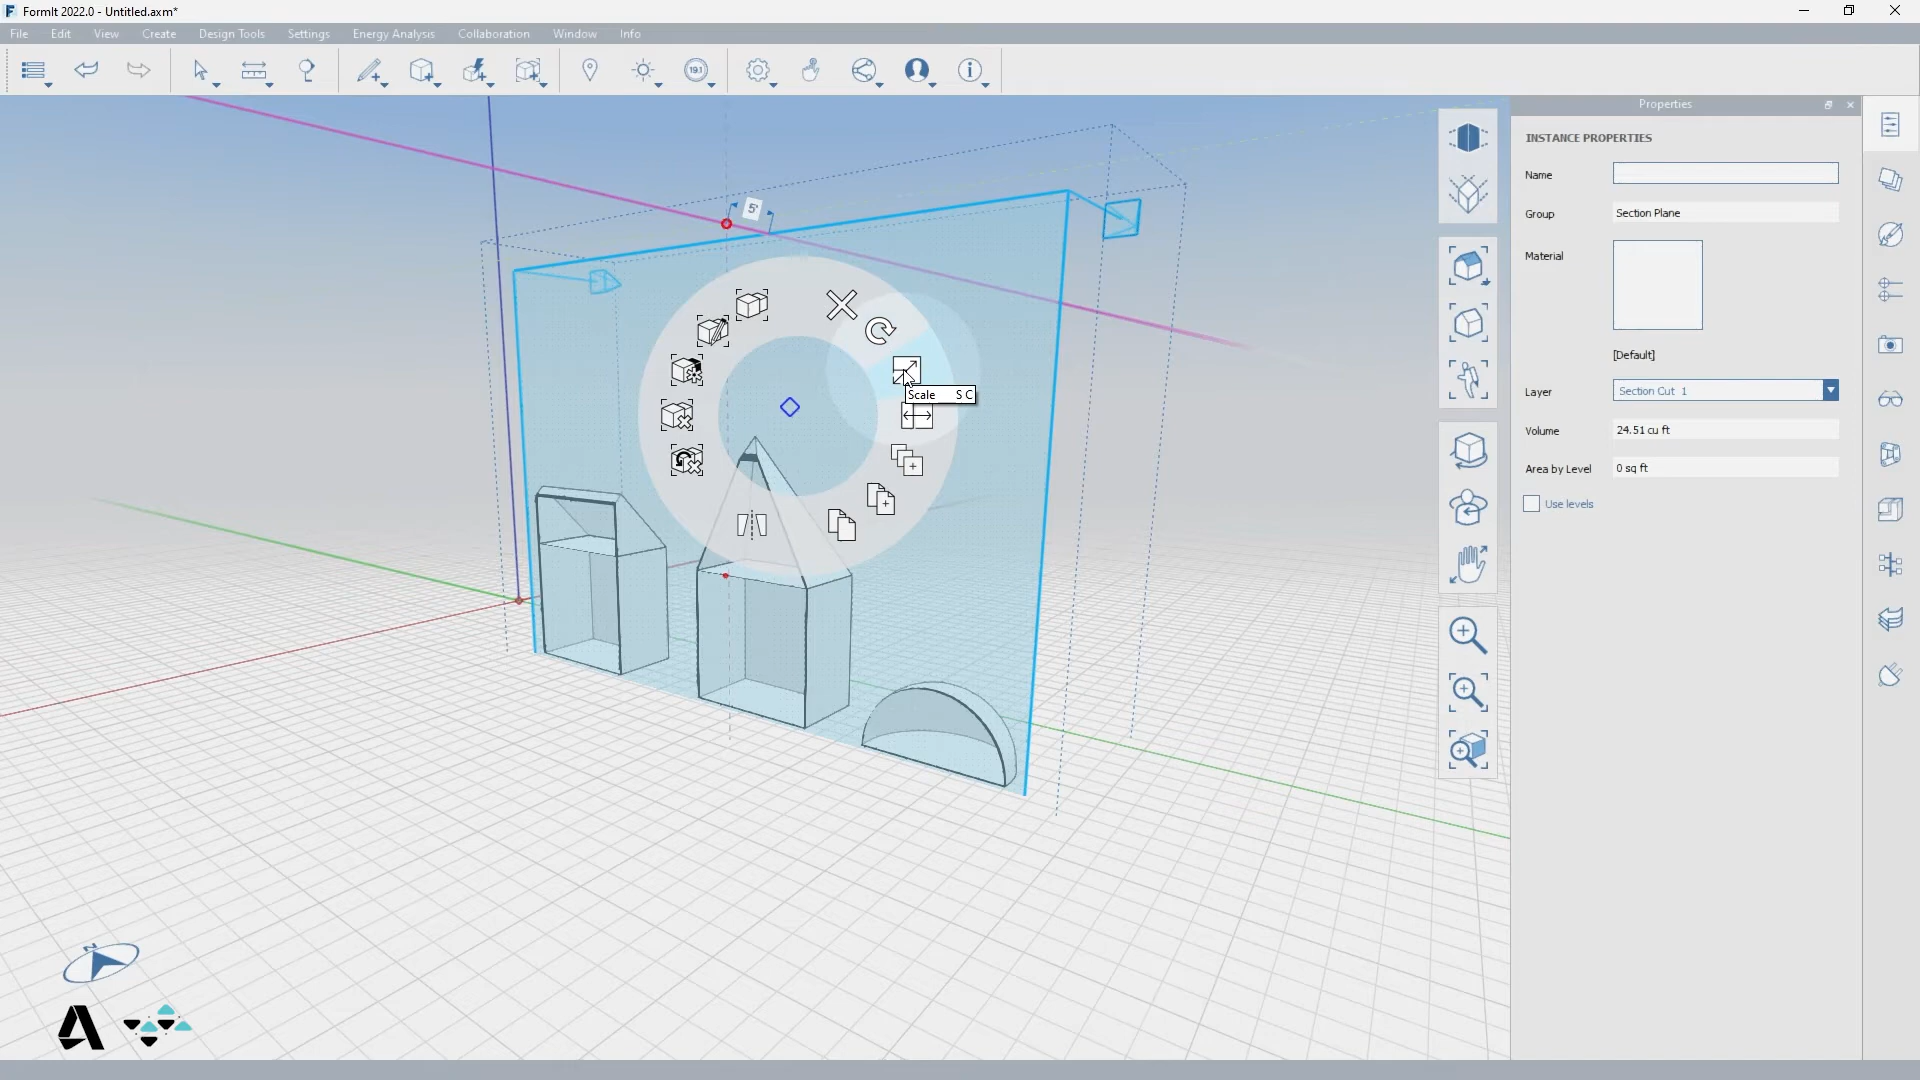 FormIt 2022.0 - Untitled.axm*
File Edit View Create Design Tools Settings Energy Analysis Collaboration Window Info
19.1
Properties
INSTANCE PROPERTIES
Name
Group Section Plane
Material
[Default]
Layer Section Cut 1
Volume 24.51 cu ft
Area by Level 0 sq ft
Use levels
5'
Scale S C